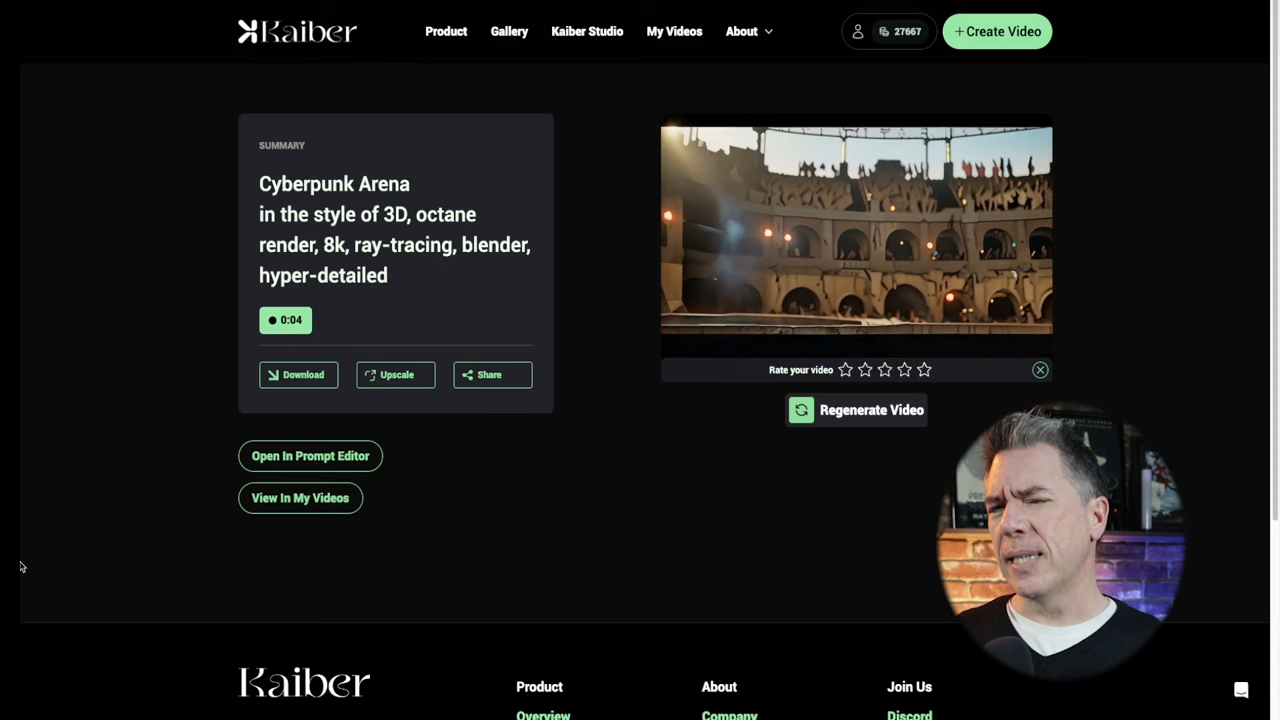 Kaiber
Product
Gallery
Kaiber Studio
My Videos
About
27667
+ Create Video
SUMMARY
Cyberpunk Arena
in the style of 3D, octane
render, 8k, ray-tracing, blender,
hyper-detailed
0:04
Download
Upscale
Share
Rate your video
Regenerate Video
Open In Prompt Editor
View In My Videos
Kaiber
Product
About
Join Us
Overview
Company
Discord